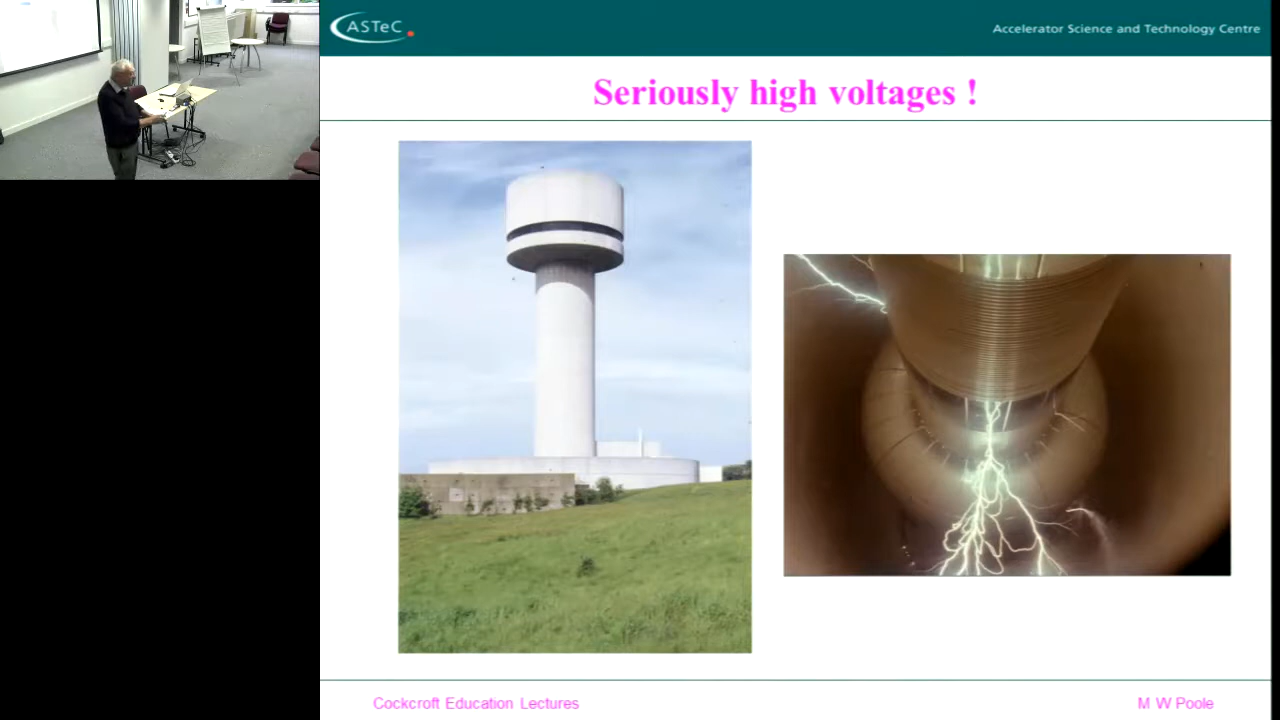 ASTeC
Accelerator Science and Technology Centre
Seriously high voltages !
Cockcroft Education Lectures
M W Poole